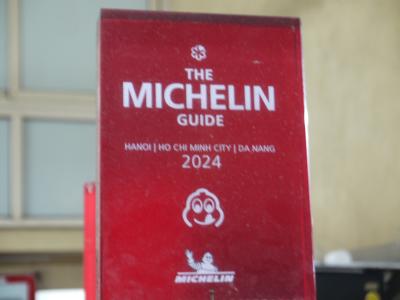 THE
MICHELIN
GUIDE
HANOI | HO CHI MINH CITY | DA NANG
2024
MICHELIN